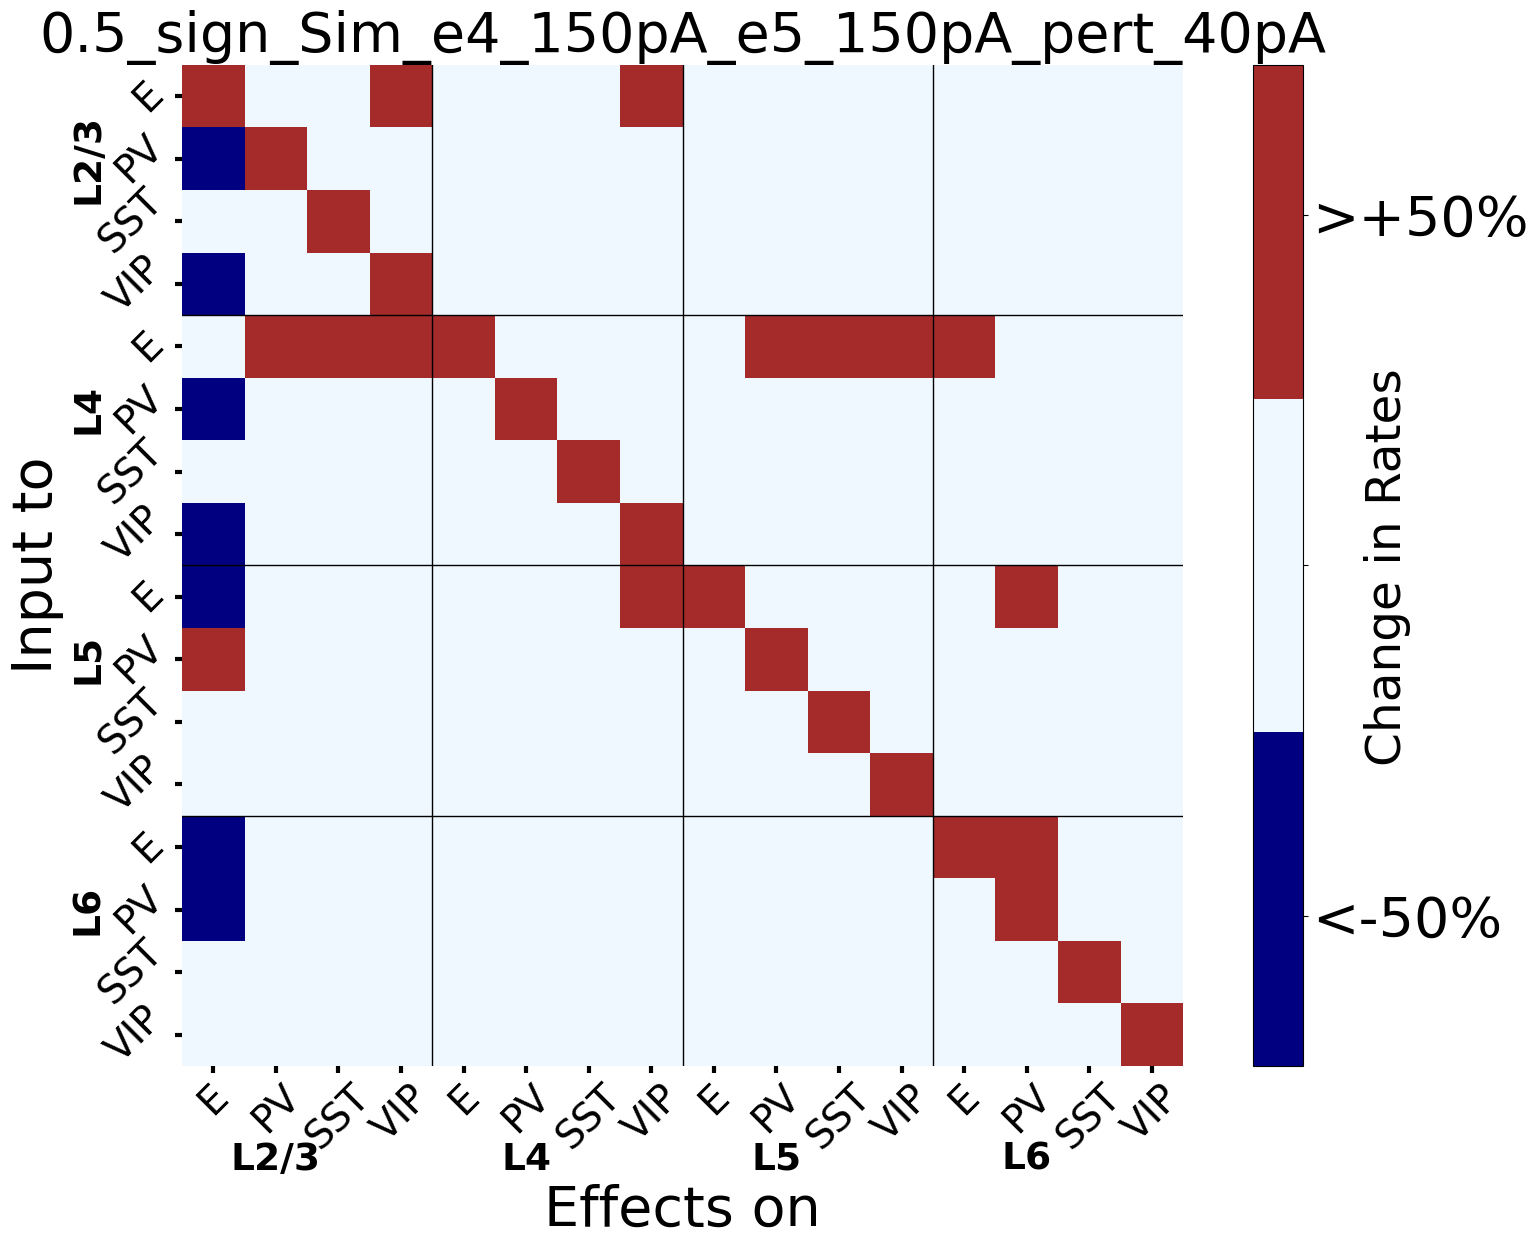 0.5_sign_Sim_e4_150pA_e5_150pA_pert_40pA
Input to
L2/3
E
PV
SST
VIP
L4
E
PV
SST
VIP
L5
E
PV
SST
VIP
L6
E
PV
SST
VIP
E PV SST VIP E PV SST VIP E PV SST VIP E PV SST VIP
L2/3 L4 L5 L6
Effects on
>+50%
<-50%
Change in Rates